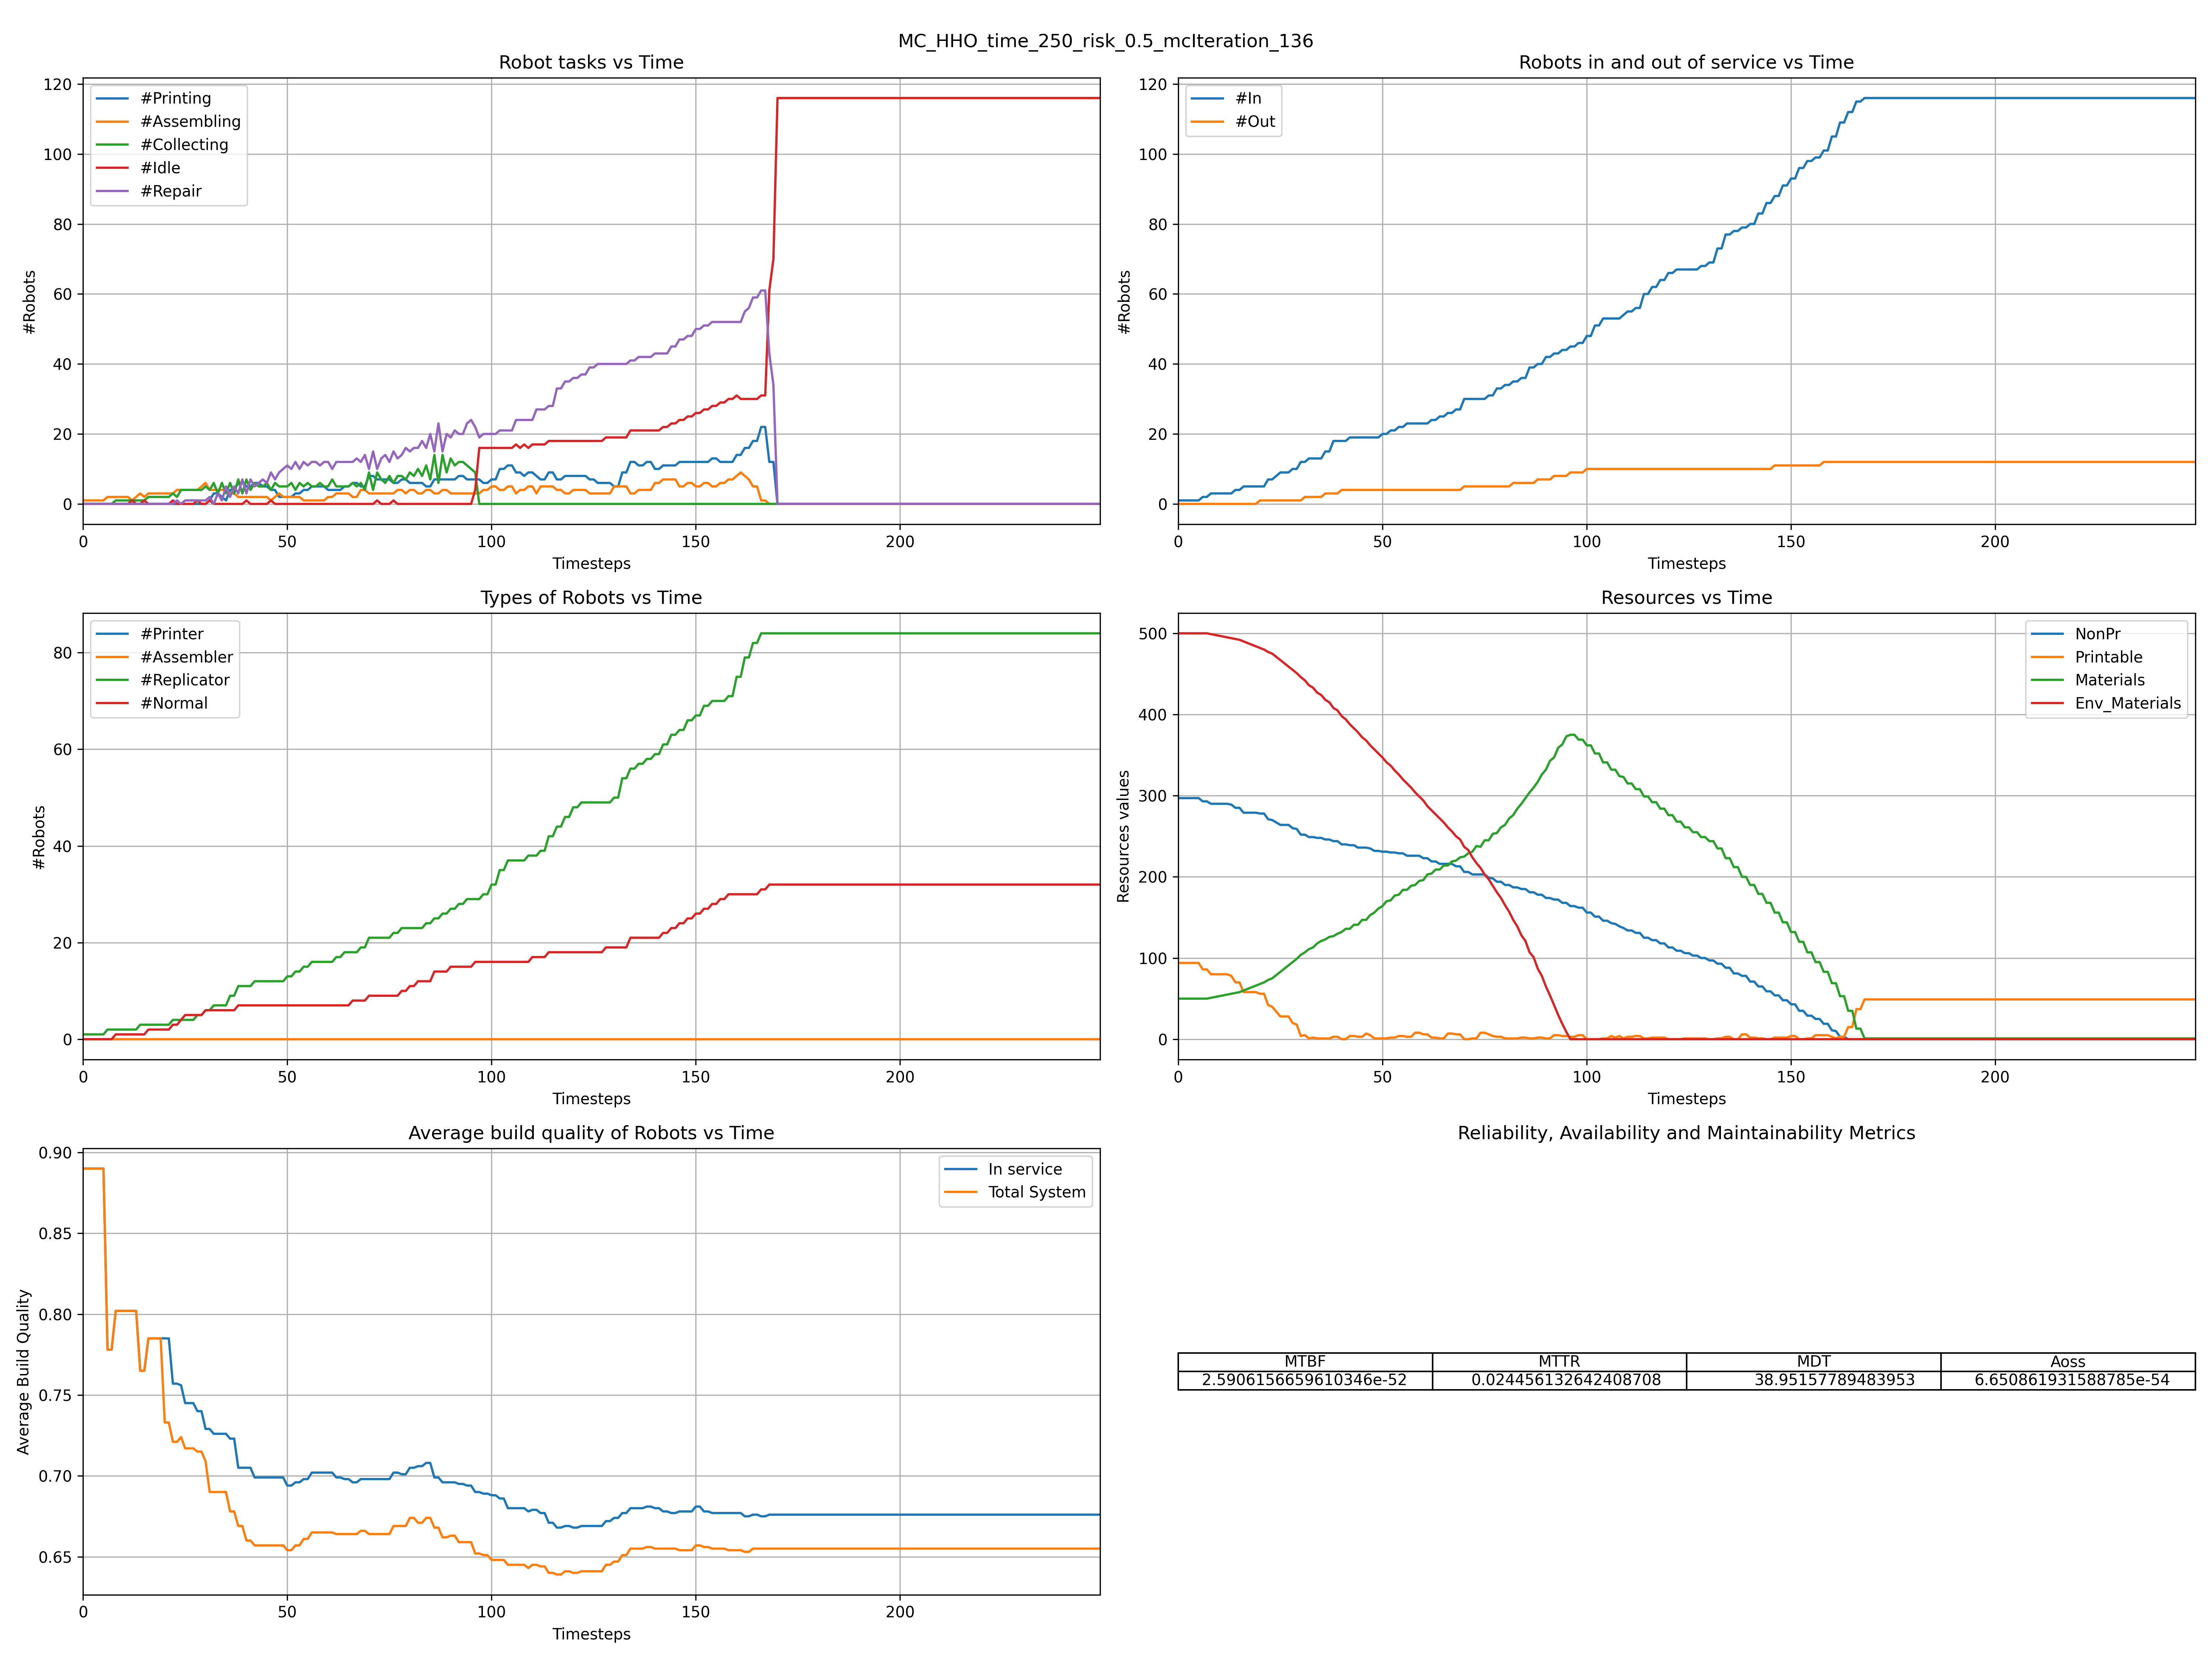 MC_HHO_time_250_risk_0.5_mcIteration_136
Robot tasks vs Time
#Robots
120
100
80
60
40
20
0
#Printing
#Assembling
#Collecting
#Idle
#Repair
0 50 100 150 200
Timesteps
Robots in and out of service vs Time
#Robots
120
100
80
60
40
20
0
#In
#Out
0 50 100 150 200
Timesteps
Types of Robots vs Time
#Robots
80
60
40
20
0
#Printer
#Assembler
#Replicator
#Normal
0 50 100 150 200
Timesteps
Resources vs Time
Resources values
500
400
300
200
100
0
NonPr
Printable
Materials
Env_Materials
0 50 100 150 200
Timesteps
Average build quality of Robots vs Time
Average Build Quality
0.90
0.85
0.80
0.75
0.70
0.65
In service
Total System
0 50 100 150 200
Timesteps
Reliability, Availability and Maintainability Metrics
MTBF MTTR MDT Aoss
2.5906156659610346e-52 0.024456132642408708 38.95157789483953 6.650861931588785e-54